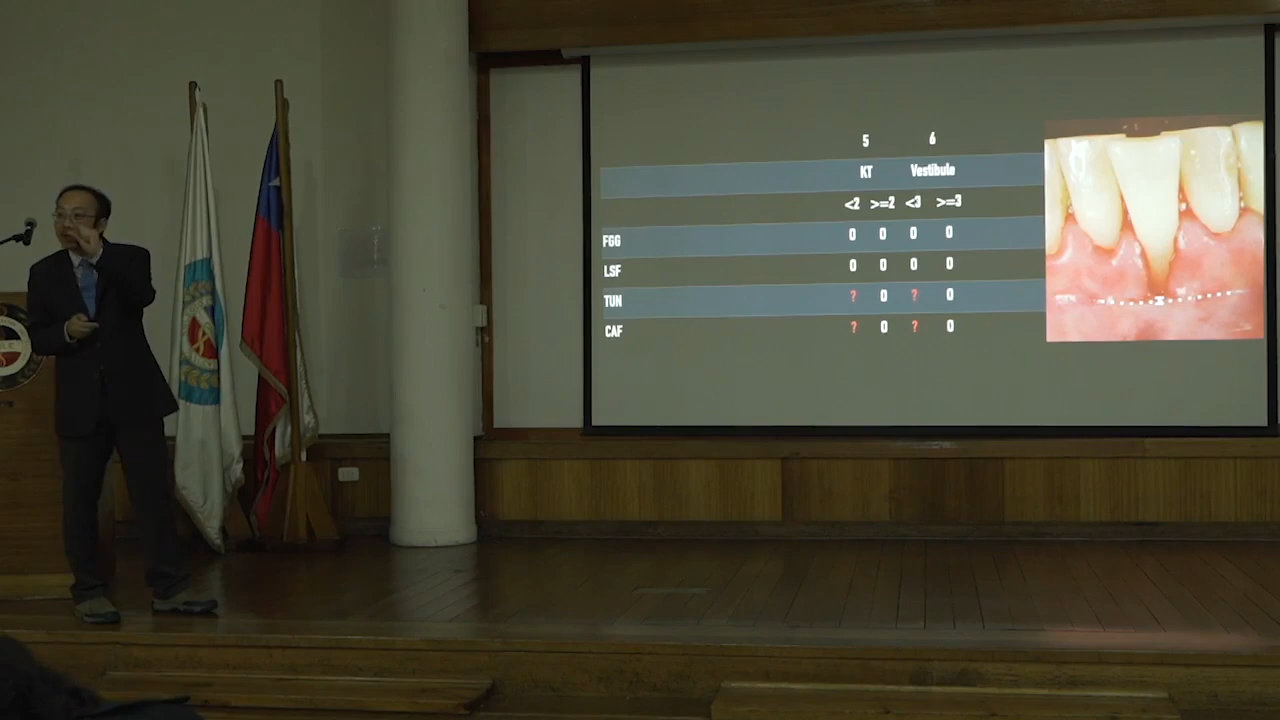 5 6
KT Vestibule
<2 >=2 <3 >=3
FGG 0 0 0 0
LSF 0 0 0 0
TUN ? 0 ? 0
CAF ? 0 ? 0